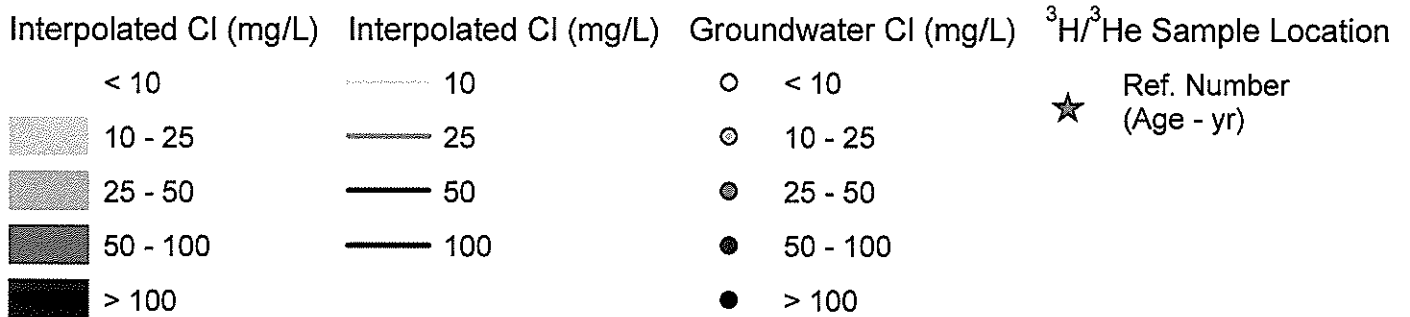 Interpolated Cl (mg/L)
< 10
10 - 25
25 - 50
50 - 100
> 100
Interpolated Cl (mg/L)
10
25
50
100
Groundwater Cl (mg/L)
< 10
10 - 25
25 - 50
50 - 100
> 100
³H/³He Sample Location
Ref. Number
(Age - yr)